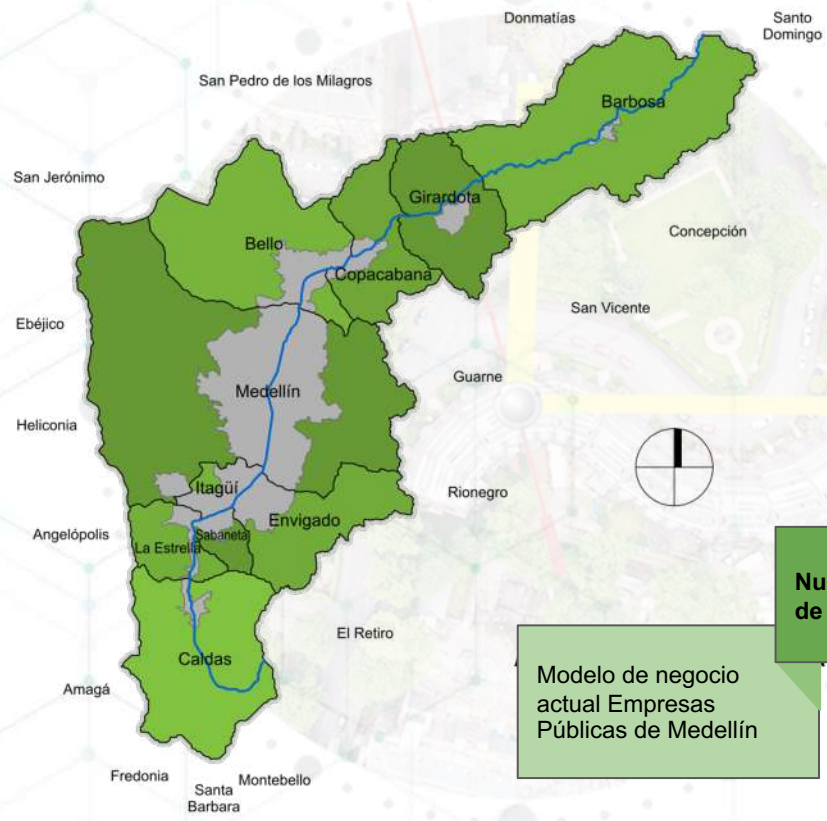 Donmatías
Santo
Domingo
San Pedro de los Milagros
Barbosa
San Jerónimo
Girardota
Concepción
Bello
Copacabana
San Vicente
Ebéjico
Guarne
Medellín
Heliconia
Itagüí
Rionegro
Envigado
Angelópolis
Sabaneta
La Estrella
Nu
de
El Retiro
Caldas
Modelo de negocio
actual Empresas
Públicas de Medellín
Amagá
Fredonia
Santa
Barbara
Montebello